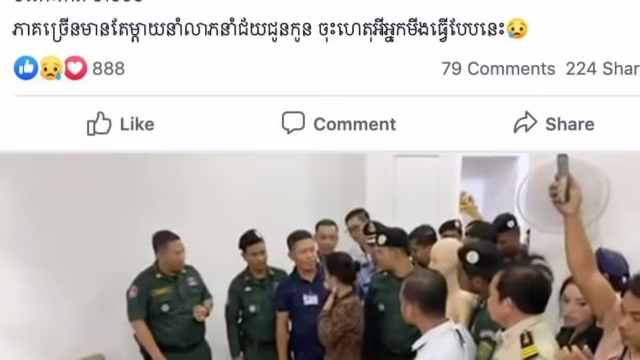 ភាគច្រើនមានតែម្ដាយនាំលាភនាំជ័យជូនកូន ចុះហេតុអីអ្នកមីងធ្វើបែបនេះ😥
888
79 Comments 224 Shar
Like Comment Share